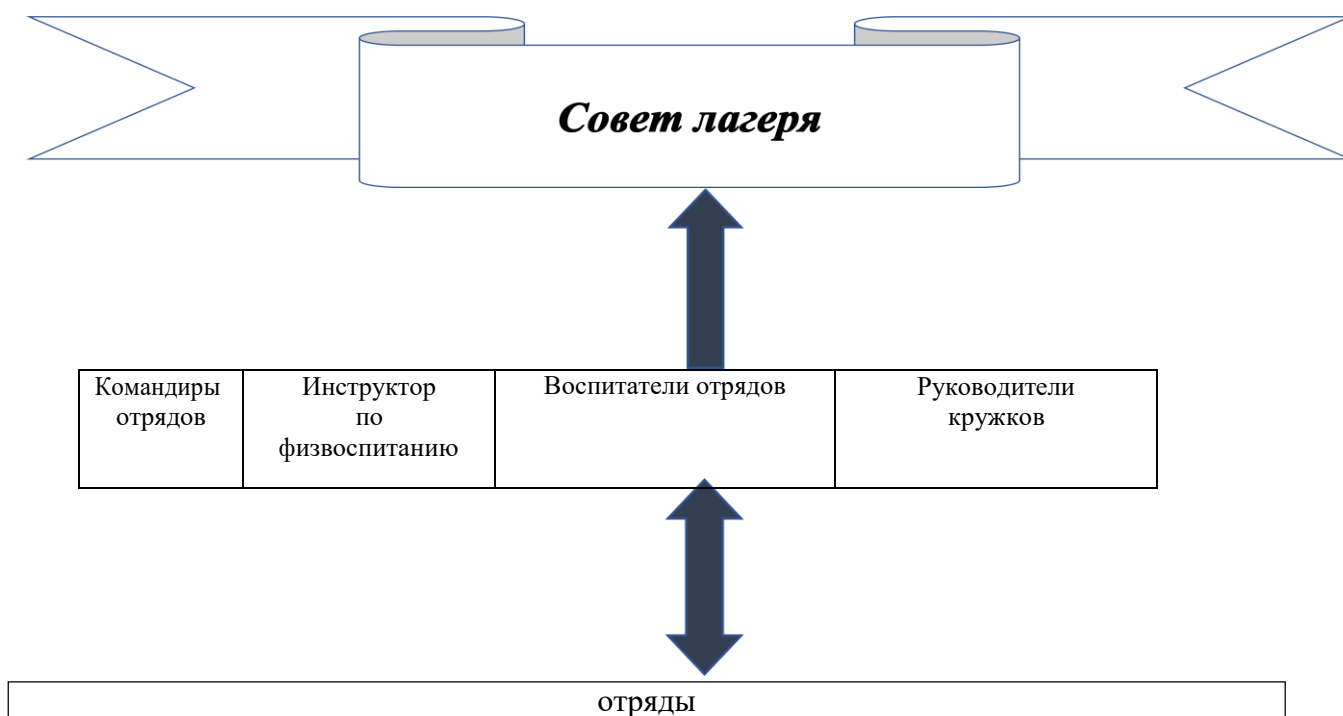 Совет лагеря
Командиры
отрядов
Инструктор
по
физвоспитанию
Воспитатели отрядов
Руководители
кружков
отряды